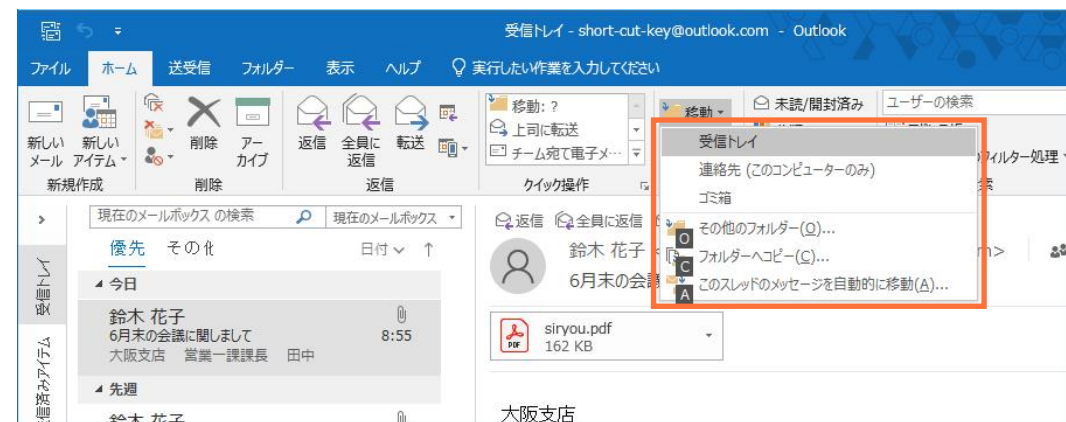 受信トレイ - short-cut-key@outlook.com - Outlook
ファイル ホーム 送受信 フォルダー 表示 ヘルプ 実行したい作業を入力してください
新しい
メール
新しい
アイテム
削除
アー
カイブ
返信
全員に
返信
転送
移動: ?
上司に転送
チーム宛て電子メ…
移動
未読/開封済み
ユーザーの検索
フィルター処理
新規作成 削除 返信 クイック操作
受信トレイ
連絡先 (このコンピューターのみ)
ゴミ箱
その他のフォルダー(O)...
O
フォルダーへコピー(C)...
C
このスレッドのメッセージを自動的に移動(A)...
A
現在のメールボックス の検索 現在のメールボックス
優先 その他 日付
今日
鈴木 花子
6月末の会議に関しまして 8:55
大阪支店 営業一課課長 田中
先週
鈴木 花子
受信トレイ
返信 全員に返信
鈴木 花子
6月末の会議
siryou.pdf
162 KB
PDF
大阪支店